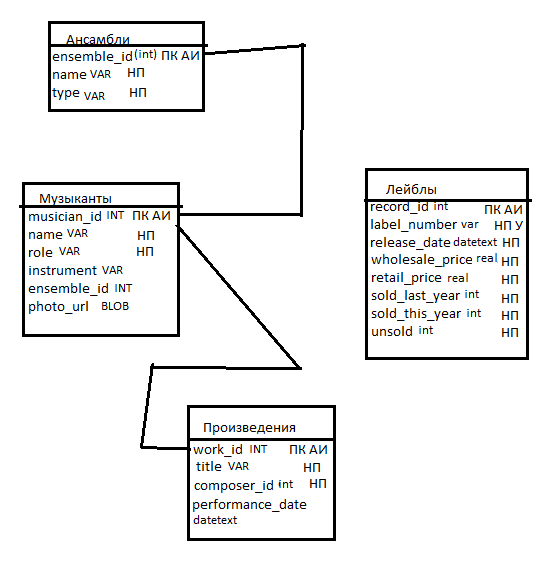 Ансамбли
ensemble_id (int) ПК АИ
name VAR НП
type VAR НП
Музыканты
musician_id INT ПК АИ
name VAR НП
role VAR НП
instrument VAR
ensemble_id INT
photo_url BLOB
Лейблы
record_id int ПК АИ
label_number var НП У
release_date datetext НП
wholesale_price real НП
retail_price real НП
sold_last_year int НП
sold_this_year int НП
unsold int НП
Произведения
work_id INT ПК АИ
title VAR НП
composer_id int НП
performance_date
datetext